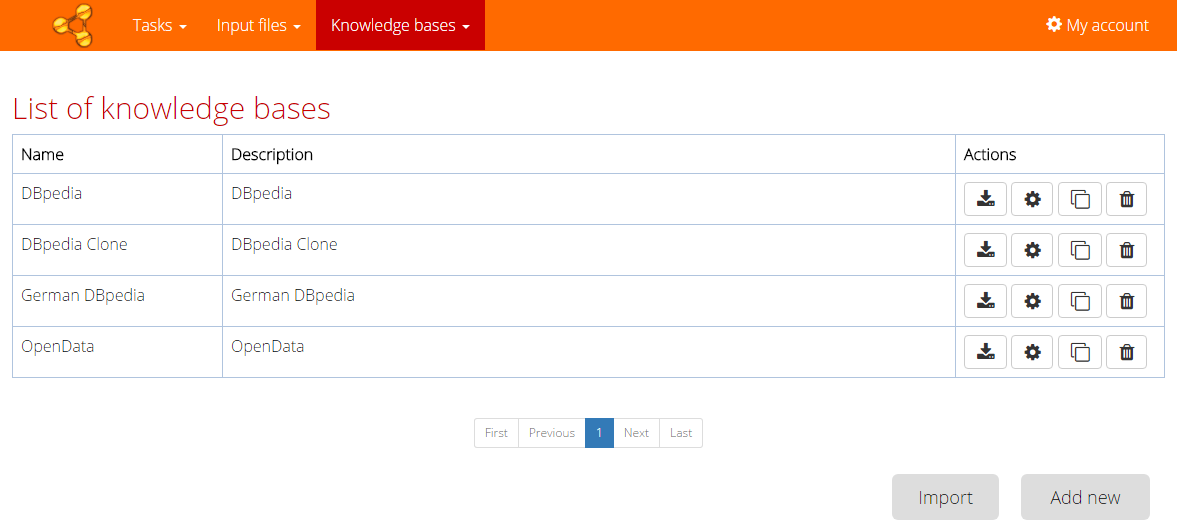 Tasks Input files Knowledge bases My account
List of knowledge bases
Name Description Actions
DBpedia DBpedia
DBpedia Clone DBpedia Clone
German DBpedia German DBpedia
OpenData OpenData
First Previous 1 Next Last
Import Add new